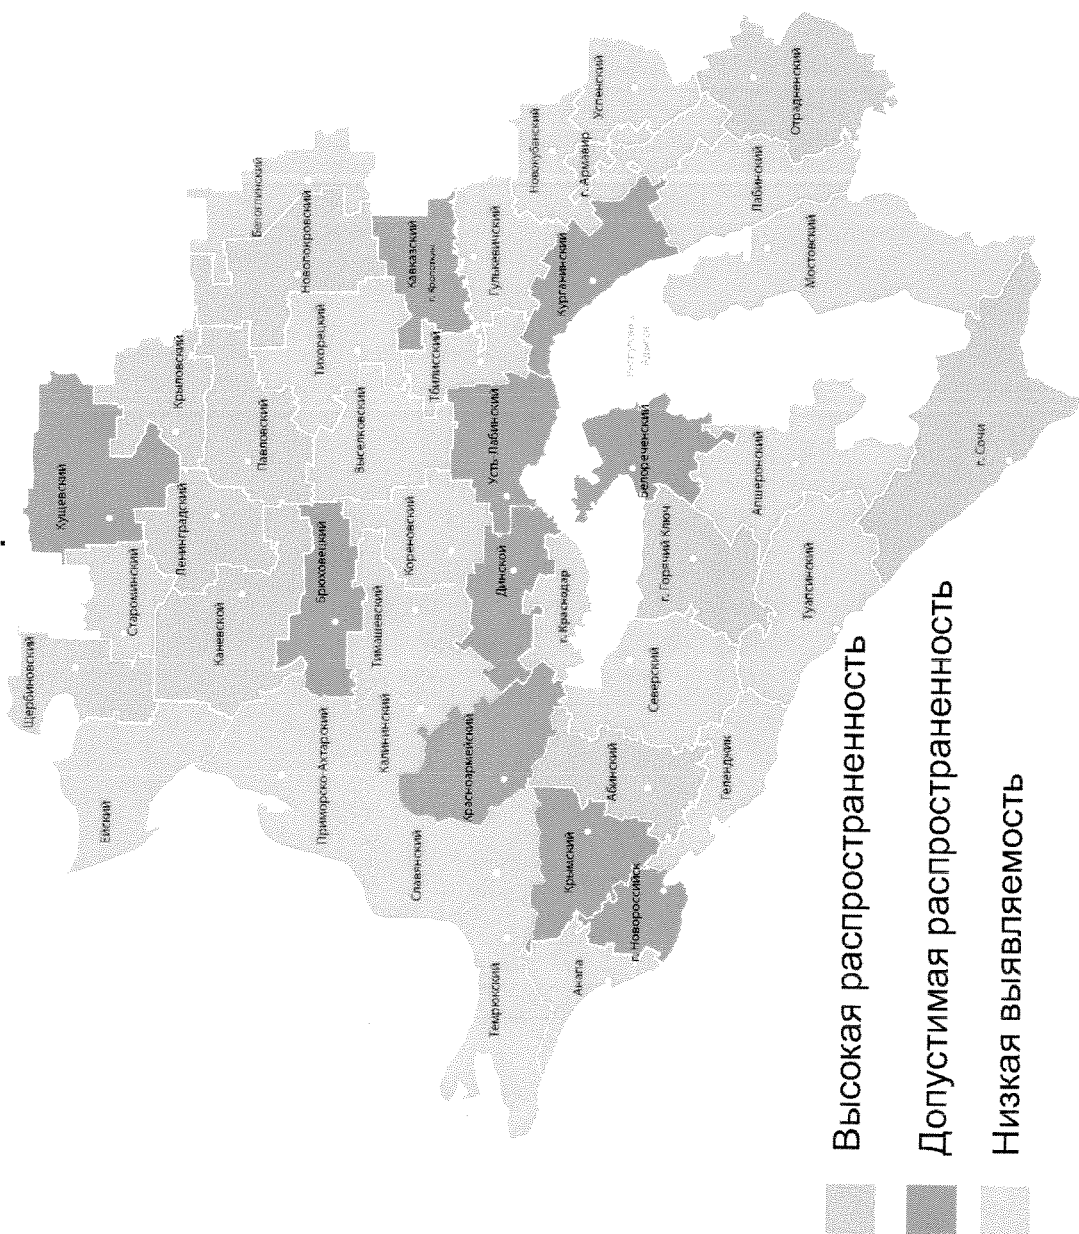 Щербиновский
Кущевский
Ейский
Староминский
Крыловский
Ленинградский
Каневской
Белоглинский
Павловский
Новопокровский
Тихорецкий
Приморско-Ахтарский
Брюховецкий
Выселковский
Тимашевский
Калининский
Кореновский
Кавказский
г. Кропоткин
Славянский
Тбилисский
Красноармейский
Темрюкский
Усть-Лабинский
Гулькевичский
Динской
Новокубанский
Курганинский
г. Краснодар
Крымский
Анапа
г. Армавир
Успенский
Абинский
г. Новороссийск
Белореченский
Северский
г. Горячий Ключ
Геленджик
Апшеронский
Лабинский
Отрадненский
Туапсинский
Мостовский
г. Сочи
Высокая распространенность
Допустимая распространенность
Низкая выявляемость